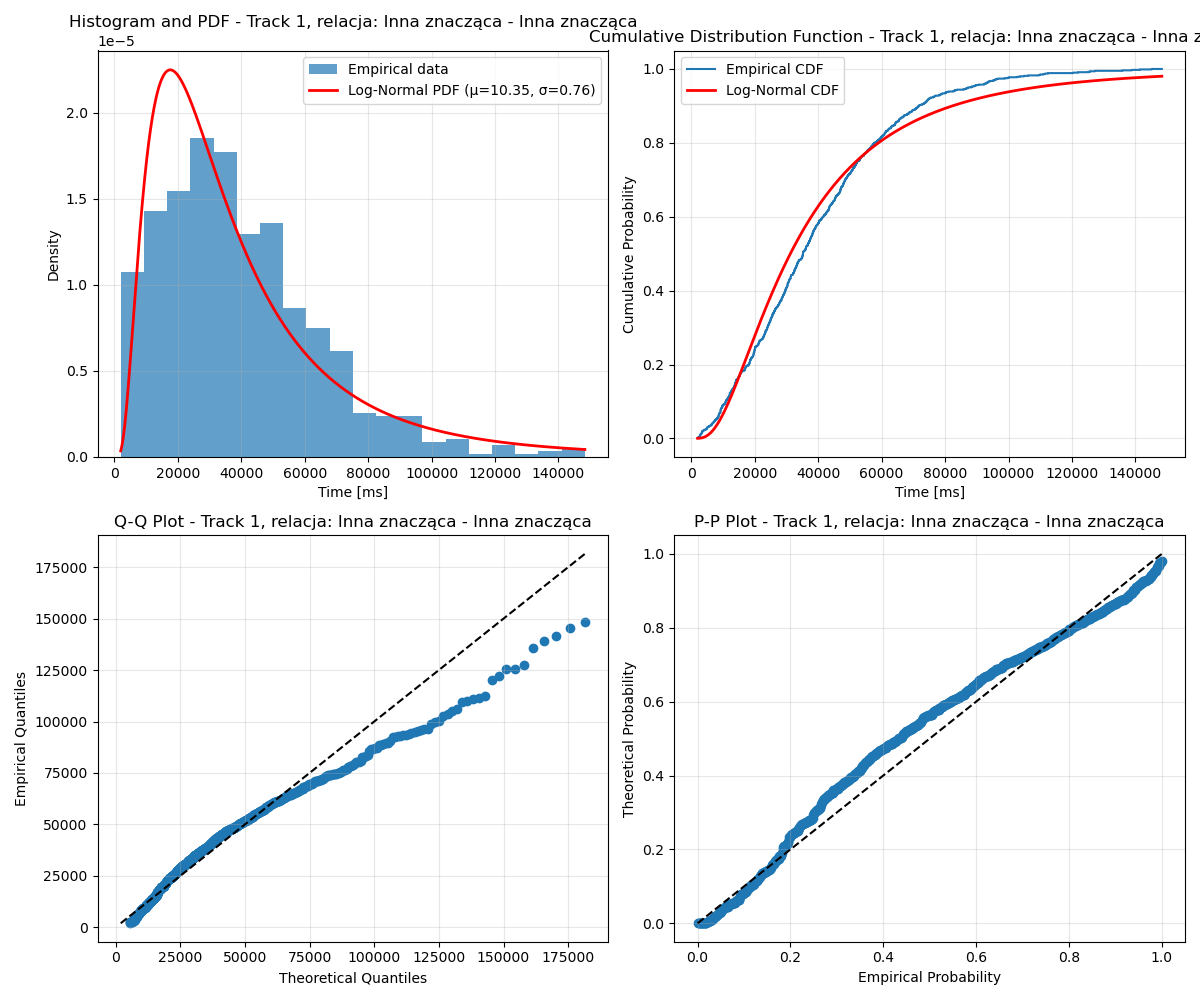 Histogram and PDF - Track 1, relacja: Inna znacząca - Inna znacząca
1e−5
Empirical data
Log-Normal PDF (μ=10.35, σ=0.76)
2.0
1.5
1.0
0.5
0.0
Density
0 20000 40000 60000 80000 100000 120000 140000
Time [ms]
Cumulative Distribution Function - Track 1, relacja: Inna znacząca - Inna z
Empirical CDF
Log-Normal CDF
1.0
0.8
0.6
0.4
0.2
0.0
Cumulative Probability
0 20000 40000 60000 80000 100000 120000 140000
Time [ms]
Q-Q Plot - Track 1, relacja: Inna znacząca - Inna znacząca
175000
150000
125000
100000
75000
50000
25000
0
Empirical Quantiles
0 25000 50000 75000 100000 125000 150000 175000
Theoretical Quantiles
P-P Plot - Track 1, relacja: Inna znacząca - Inna znacząca
1.0
0.8
0.6
0.4
0.2
0.0
Theoretical Probability
0.0 0.2 0.4 0.6 0.8 1.0
Empirical Probability